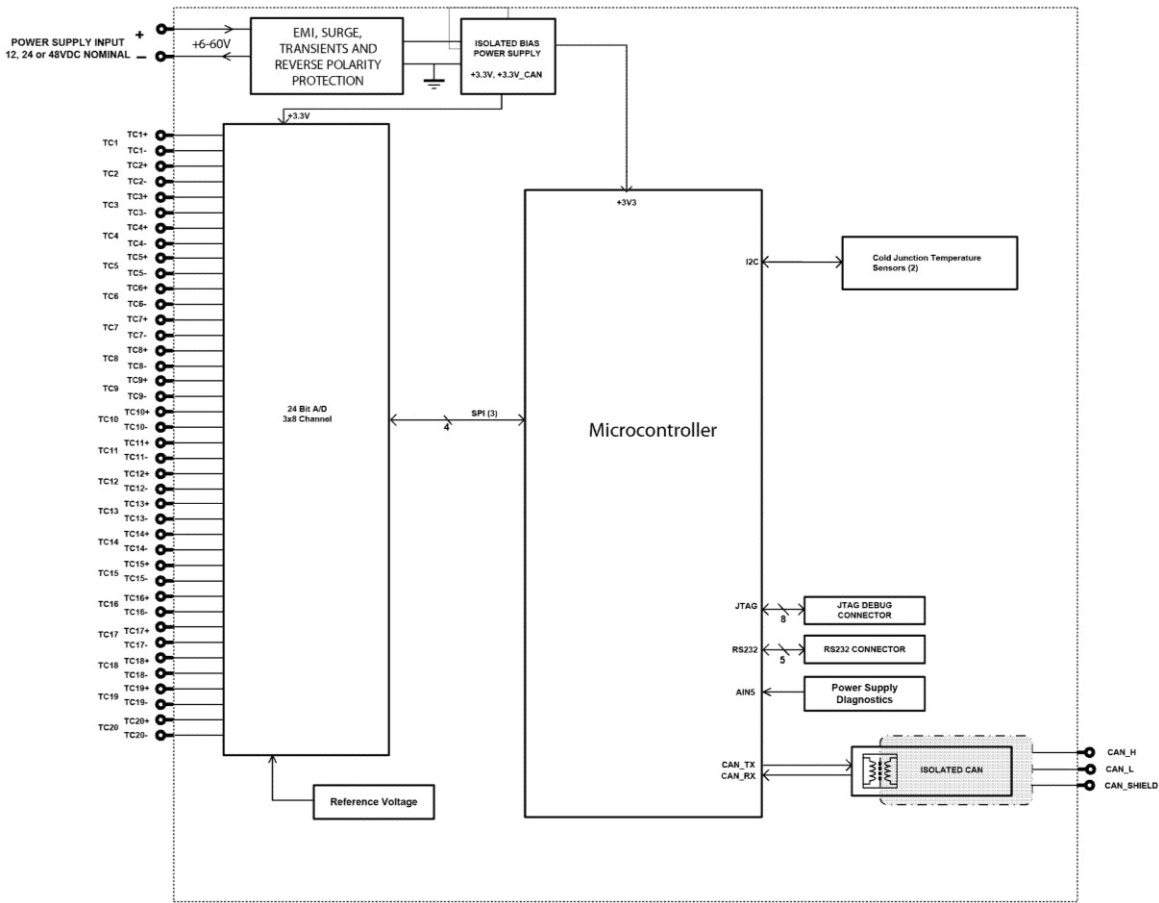 POWER SUPPLY INPUT
12, 24 or 48VDC NOMINAL
+
−
+6-60V
EMI, SURGE,
TRANSIENTS AND
REVERSE POLARITY
PROTECTION
ISOLATED BIAS
POWER SUPPLY
+3.3V, +3.3V_CAN
+3.3V
TC1
TC1+
TC1-
TC2
TC2+
TC2-
TC3
TC3+
TC3-
TC4
TC4+
TC4-
TC5
TC5+
TC5-
TC6
TC6+
TC6-
TC7
TC7+
TC7-
TC8
TC8+
TC8-
TC9
TC9+
TC9-
TC10
TC10+
TC10-
TC11
TC11+
TC11-
TC12
TC12+
TC12-
TC13
TC13+
TC13-
TC14
TC14+
TC14-
TC15
TC15+
TC15-
TC16
TC16+
TC16-
TC17
TC17+
TC17-
TC18
TC18+
TC18-
TC19
TC19+
TC19-
TC20
TC20+
TC20-
24 Bit A/D
3x8 Channel
SPI (3)
4
Reference Voltage
+3V3
Microcontroller
I2C
Cold Junction Temperature
Sensors (2)
JTAG
8
JTAG DEBUG
CONNECTOR
RS232
5
RS232 CONNECTOR
AIN5
Power Supply
Diagnostics
CAN_TX
CAN_RX
ISOLATED CAN
CAN_H
CAN_L
CAN_SHIELD